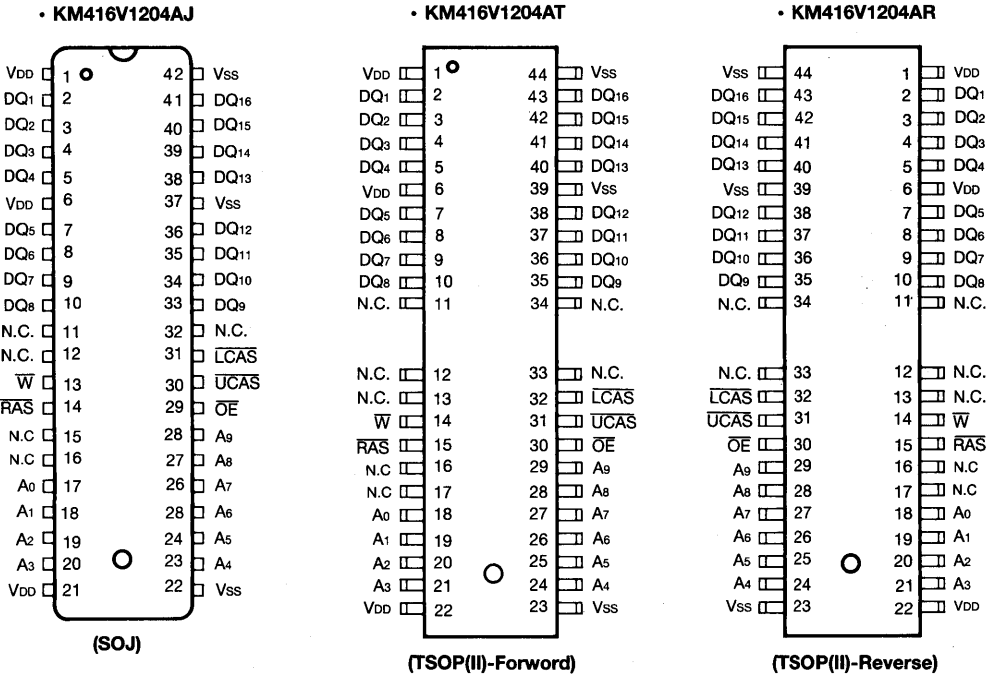 • KM416V1204AJ
VDD 1 42 VSS
DQ1 2 41 DQ16
DQ2 3 40 DQ15
DQ3 4 39 DQ14
DQ4 5 38 DQ13
VDD 6 37 VSS
DQ5 7 36 DQ12
DQ6 8 35 DQ11
DQ7 9 34 DQ10
DQ8 10 33 DQ9
N.C. 11 32 N.C.
N.C. 12 31 L̅C̅A̅S̅
W̅ 13 30 U̅C̅A̅S̅
R̅A̅S̅ 14 29 O̅E̅
N.C 15 28 A9
N.C 16 27 A8
A0 17 26 A7
A1 18 28 A6
A2 19 24 A5
A3 20 23 A4
VDD 21 22 VSS
(SOJ)
• KM416V1204AT
VDD 1 44 VSS
DQ1 2 43 DQ16
DQ2 3 42 DQ15
DQ3 4 41 DQ14
DQ4 5 40 DQ13
VDD 6 39 VSS
DQ5 7 38 DQ12
DQ6 8 37 DQ11
DQ7 9 36 DQ10
DQ8 10 35 DQ9
N.C. 11 34 N.C.
N.C. 12 33 N.C.
N.C. 13 32 L̅C̅A̅S̅
W̅ 14 31 U̅C̅A̅S̅
R̅A̅S̅ 15 30 O̅E̅
N.C 16 29 A9
N.C 17 28 A8
A0 18 27 A7
A1 19 26 A6
A2 20 25 A5
A3 21 24 A4
VDD 22 23 VSS
(TSOP(II)-Forword)
• KM416V1204AR
VSS 44 1 VDD
DQ16 43 2 DQ1
DQ15 42 3 DQ2
DQ14 41 4 DQ3
DQ13 40 5 DQ4
VSS 39 6 VDD
DQ12 38 7 DQ5
DQ11 37 8 DQ6
DQ10 36 9 DQ7
DQ9 35 10 DQ8
N.C. 34 11 N.C.
N.C. 33 12 N.C.
L̅C̅A̅S̅ 32 13 N.C.
U̅C̅A̅S̅ 31 14 W̅
O̅E̅ 30 15 R̅A̅S̅
A9 29 16 N.C
A8 28 17 N.C
A7 27 18 A0
A6 26 19 A1
A5 25 20 A2
A4 24 21 A3
VSS 23 22 VDD
(TSOP(II)-Reverse)